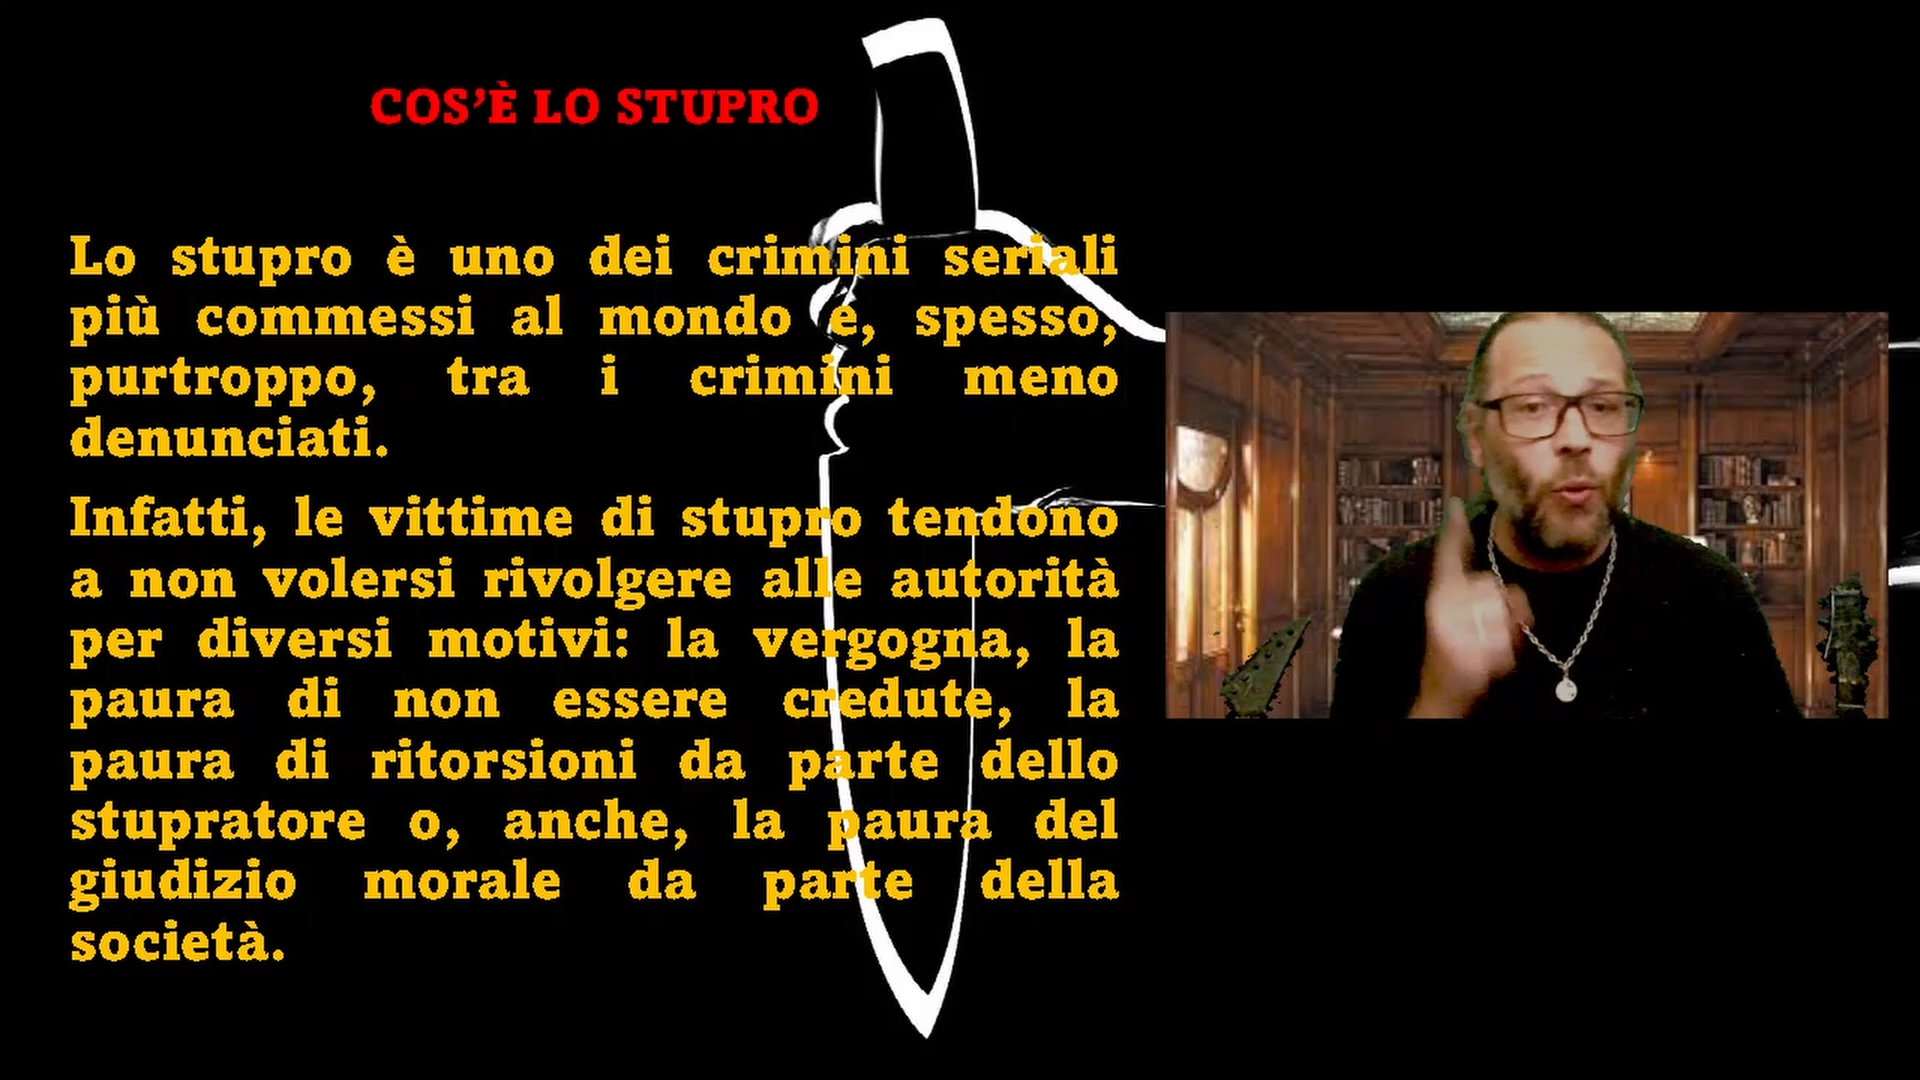 COS'È LO STUPRO
Lo stupro è uno dei crimini seriali
più commessi al mondo e, spesso,
purtroppo, tra i crimini meno
denunciati.
Infatti, le vittime di stupro tendono
a non volersi rivolgere alle autorità
per diversi motivi: la vergogna, la
paura di non essere credute, la
paura di ritorsioni da parte dello
stupratore o, anche, la paura del
giudizio morale da parte della
società.